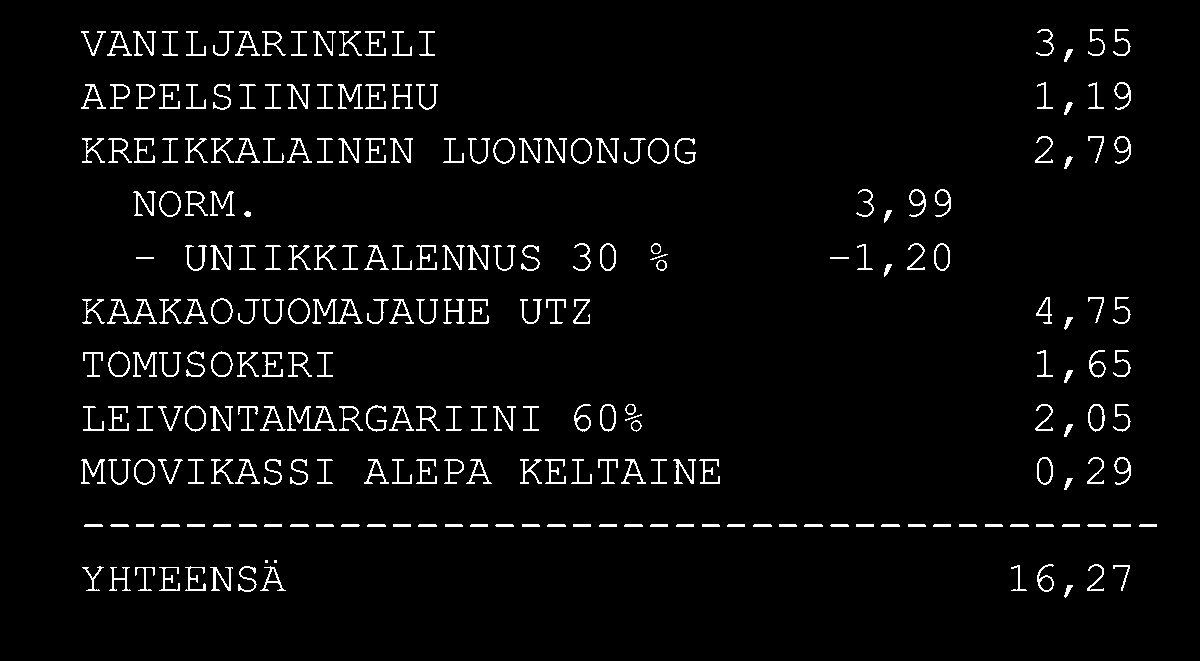 VANILJARINKELI 3,55
APPELSIINIMEHU 1,19
KREIKKALAINEN LUONNONJOG 2,79
NORM. 3,99
- UNIIKKIALENNUS 30 % -1,20
KAAKAOJUOMAJAUHE UTZ 4,75
TOMUSOKERI 1,65
LEIVONTAMARGARIINI 60% 2,05
MUOVIKASSI ALEPA KELTAINE 0,29
------------------------------------------
YHTEENSÄ 16,27